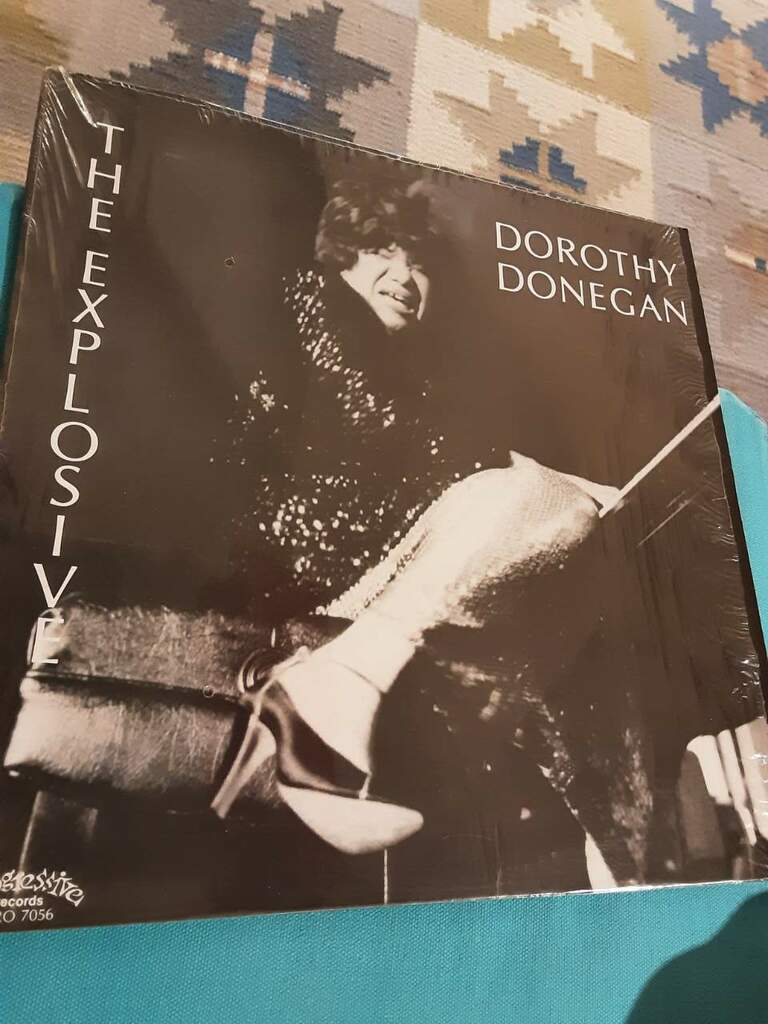 THE EXPLOSIVE
DOROTHY
DONEGAN
gressive
records
RO 7056